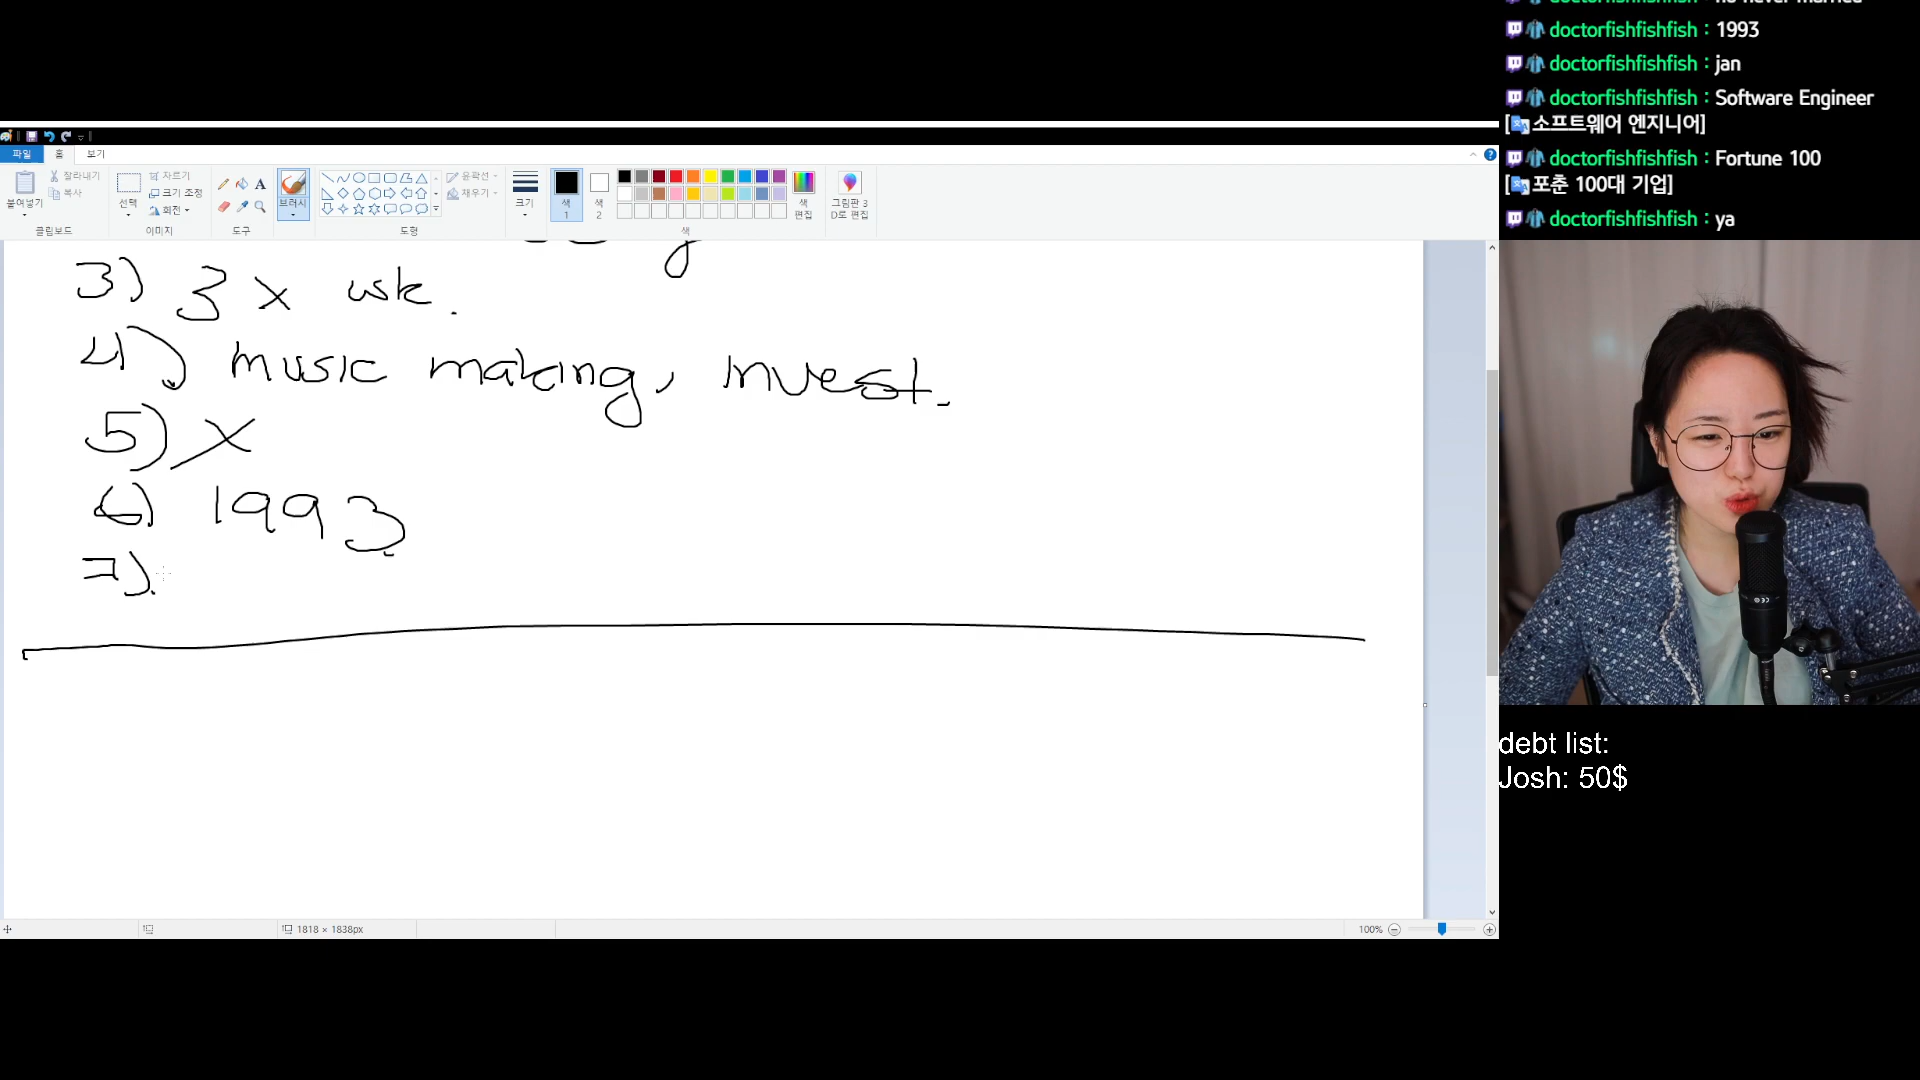 no never married
doctorfishfishfish : 1993
doctorfishfishfish : jan
doctorfishfishfish : Software Engineer
[소프트웨어 엔지니어]
doctorfishfishfish : Fortune 100
[포춘 100대 기업]
doctorfishfishfish : ya
파일 홈 보기
붙여넣기
잘라내기
복사
클립보드
선택
자르기
크기 조정
회전
이미지
A
도구
브러시
윤곽선
채우기
도형
크기
색 1
색 2
색
색 편집
그림판 3D로 편집
3) 3 x wk.
4) music making, invest.
5) X
6) 1993
7)
debt list:
Josh: 50$
1818 × 1838px
100%